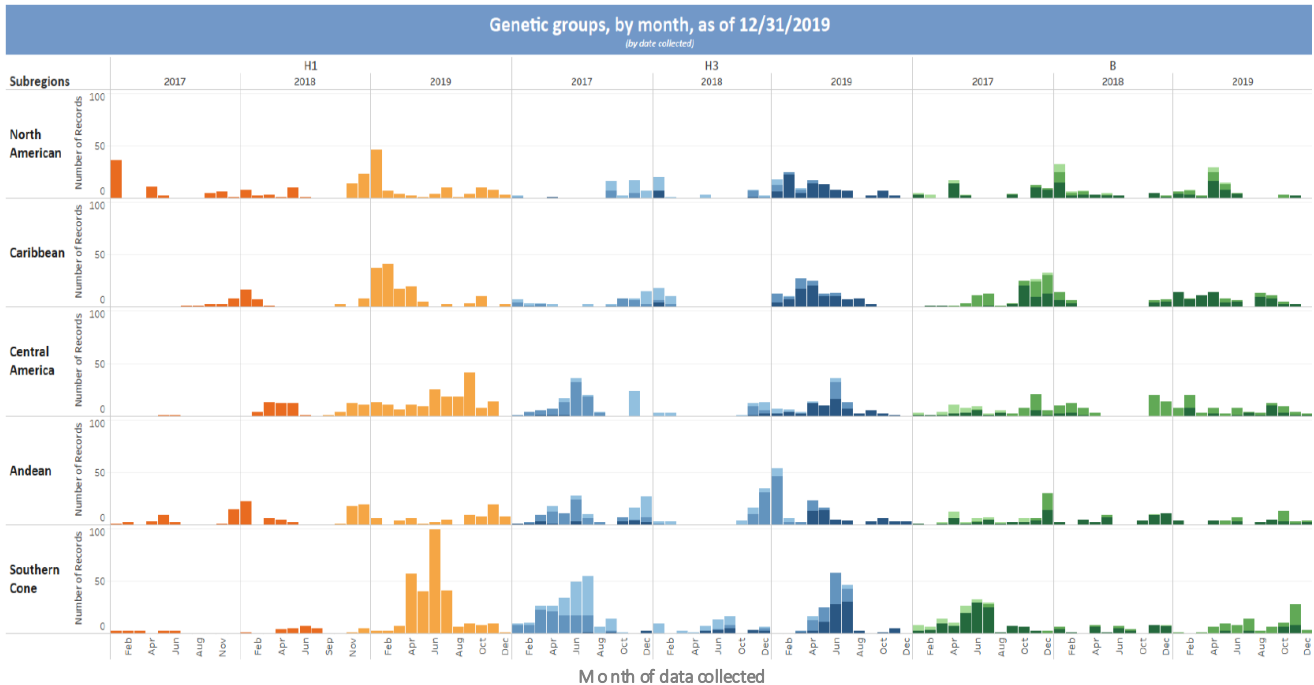 Genetic groups, by month, as of 12/31/2019
(by date collected)
H1 H3 B
Subregions 2017 2018 2019 2017 2018 2019 2017 2018 2019
North American
Number of Records
100
50
0
Caribbean
Number of Records
100
50
0
Central America
Number of Records
100
50
0
Andean
Number of Records
100
50
0
Southern Cone
Number of Records
100
50
0
Feb Apr Jun Aug Nov Feb Apr Jun Sep Nov Feb Apr Jun Aug Oct Dec Feb Apr Jun Aug Oct Dec Feb Apr Jun Aug Oct Dec Feb Apr Jun Aug Oct Dec Feb Apr Jun Aug Oct Dec Feb Apr Jun Aug Oct Dec Feb Apr Jun Aug Oct Dec
Month of data collected